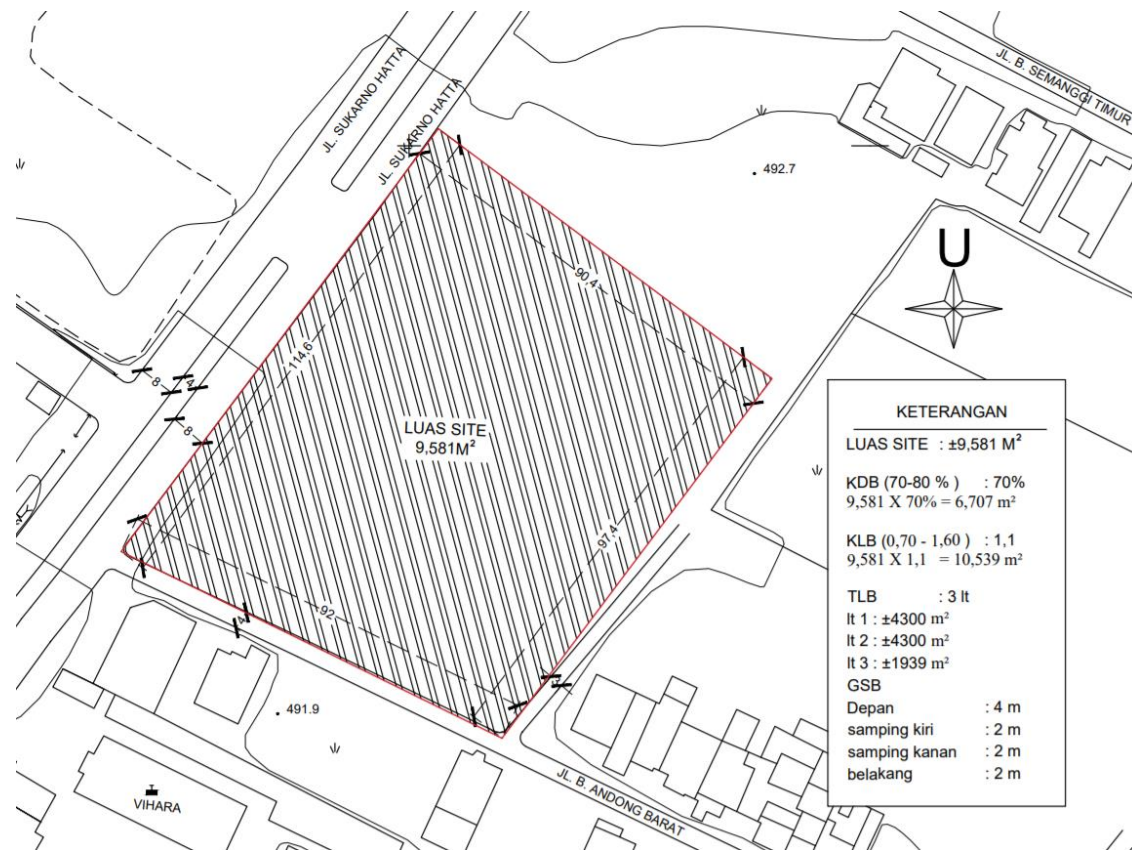 JL. SUKARNO HATTA
JL. SUKARNO HATTA
JL. B. SEMANGGI TIMUR
492.7
U
90,4
114.6
8
4
8
LUAS SITE
9,581M²
97.4
92
4
491.9
VIHARA
JL. B. ANDONG BARAT
KETERANGAN
LUAS SITE : ±9,581 M²
KDB (70-80 % ) : 70%
9,581 X 70% = 6,707 m²
KLB (0,70 - 1,60 ) : 1,1
9,581 X 1,1 = 10,539 m²
TLB : 3 lt
lt 1 : ±4300 m²
lt 2 : ±4300 m²
lt 3 : ±1939 m²
GSB
Depan : 4 m
samping kiri : 2 m
samping kanan : 2 m
belakang : 2 m